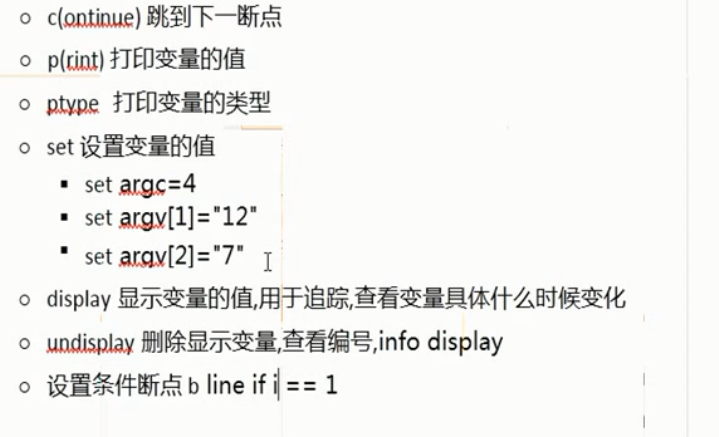 c(ontinue) 跳到下一断点
p(rint) 打印变量的值
ptype 打印变量的类型
set 设置变量的值
set argc=4
set argv[1]="12"
set argv[2]="7"
display 显示变量的值,用于追踪,查看变量具体什么时候变化
undisplay 删除显示变量,查看编号,info display
设置条件断点 b line if i == 1